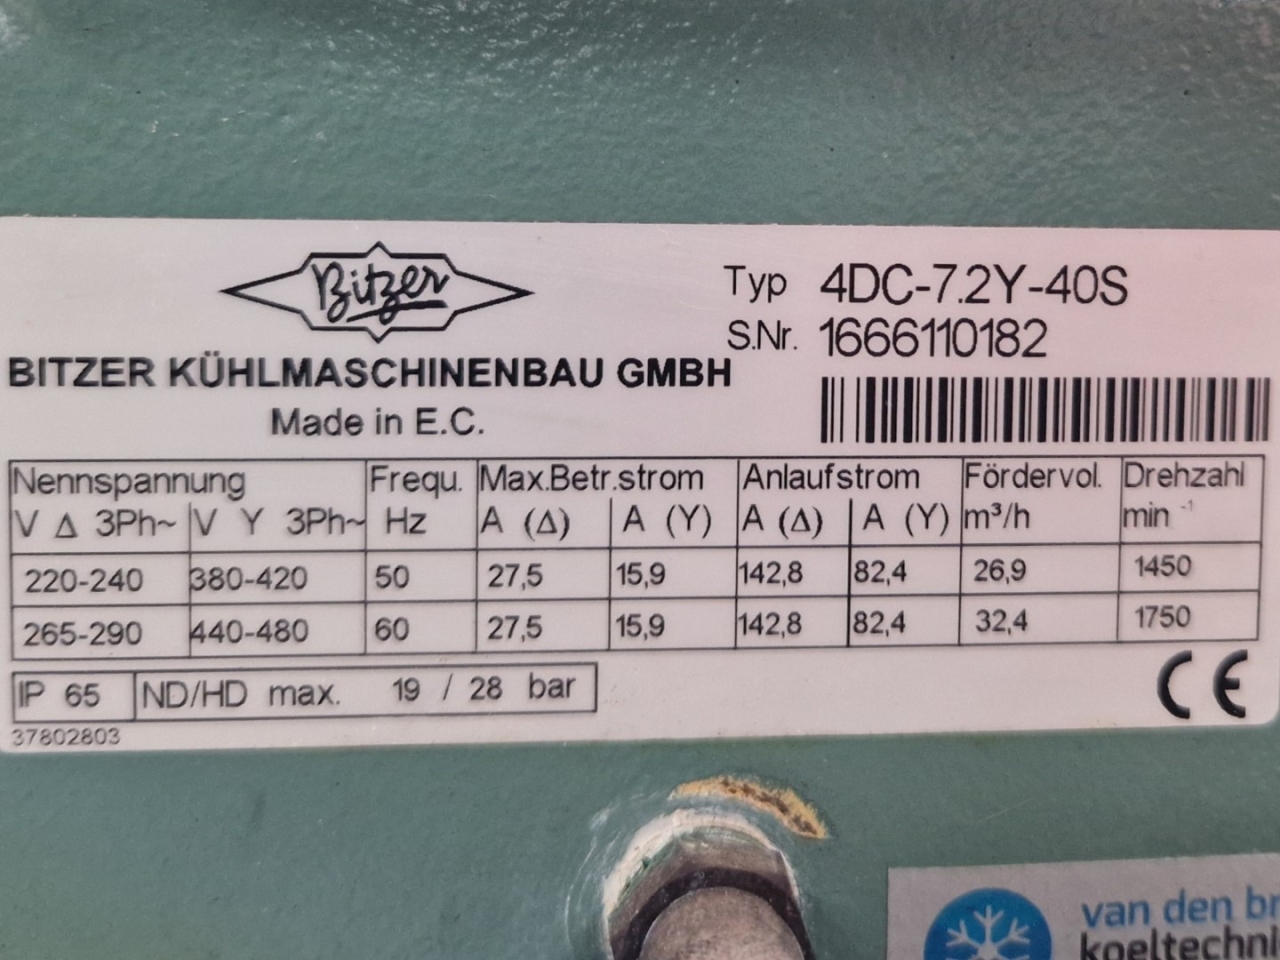 Bitzer
BITZER KÜHLMASCHINENBAU GMBH
Made in E.C.
Typ 4DC-7.2Y-40S
S.Nr. 1666110182
Nennspannung Frequ. Max.Betr.strom Anlaufstrom Fördervol. Drehzahl
V Δ 3Ph~ V Y 3Ph~ Hz A (Δ) A (Y) A (Δ) A (Y) m³/h min⁻¹
220-240 380-420 50 27,5 15,9 142,8 82,4 26,9 1450
265-290 440-480 60 27,5 15,9 142,8 82,4 32,4 1750
IP 65 ND/HD max. 19 / 28 bar
CE
37802803
van den